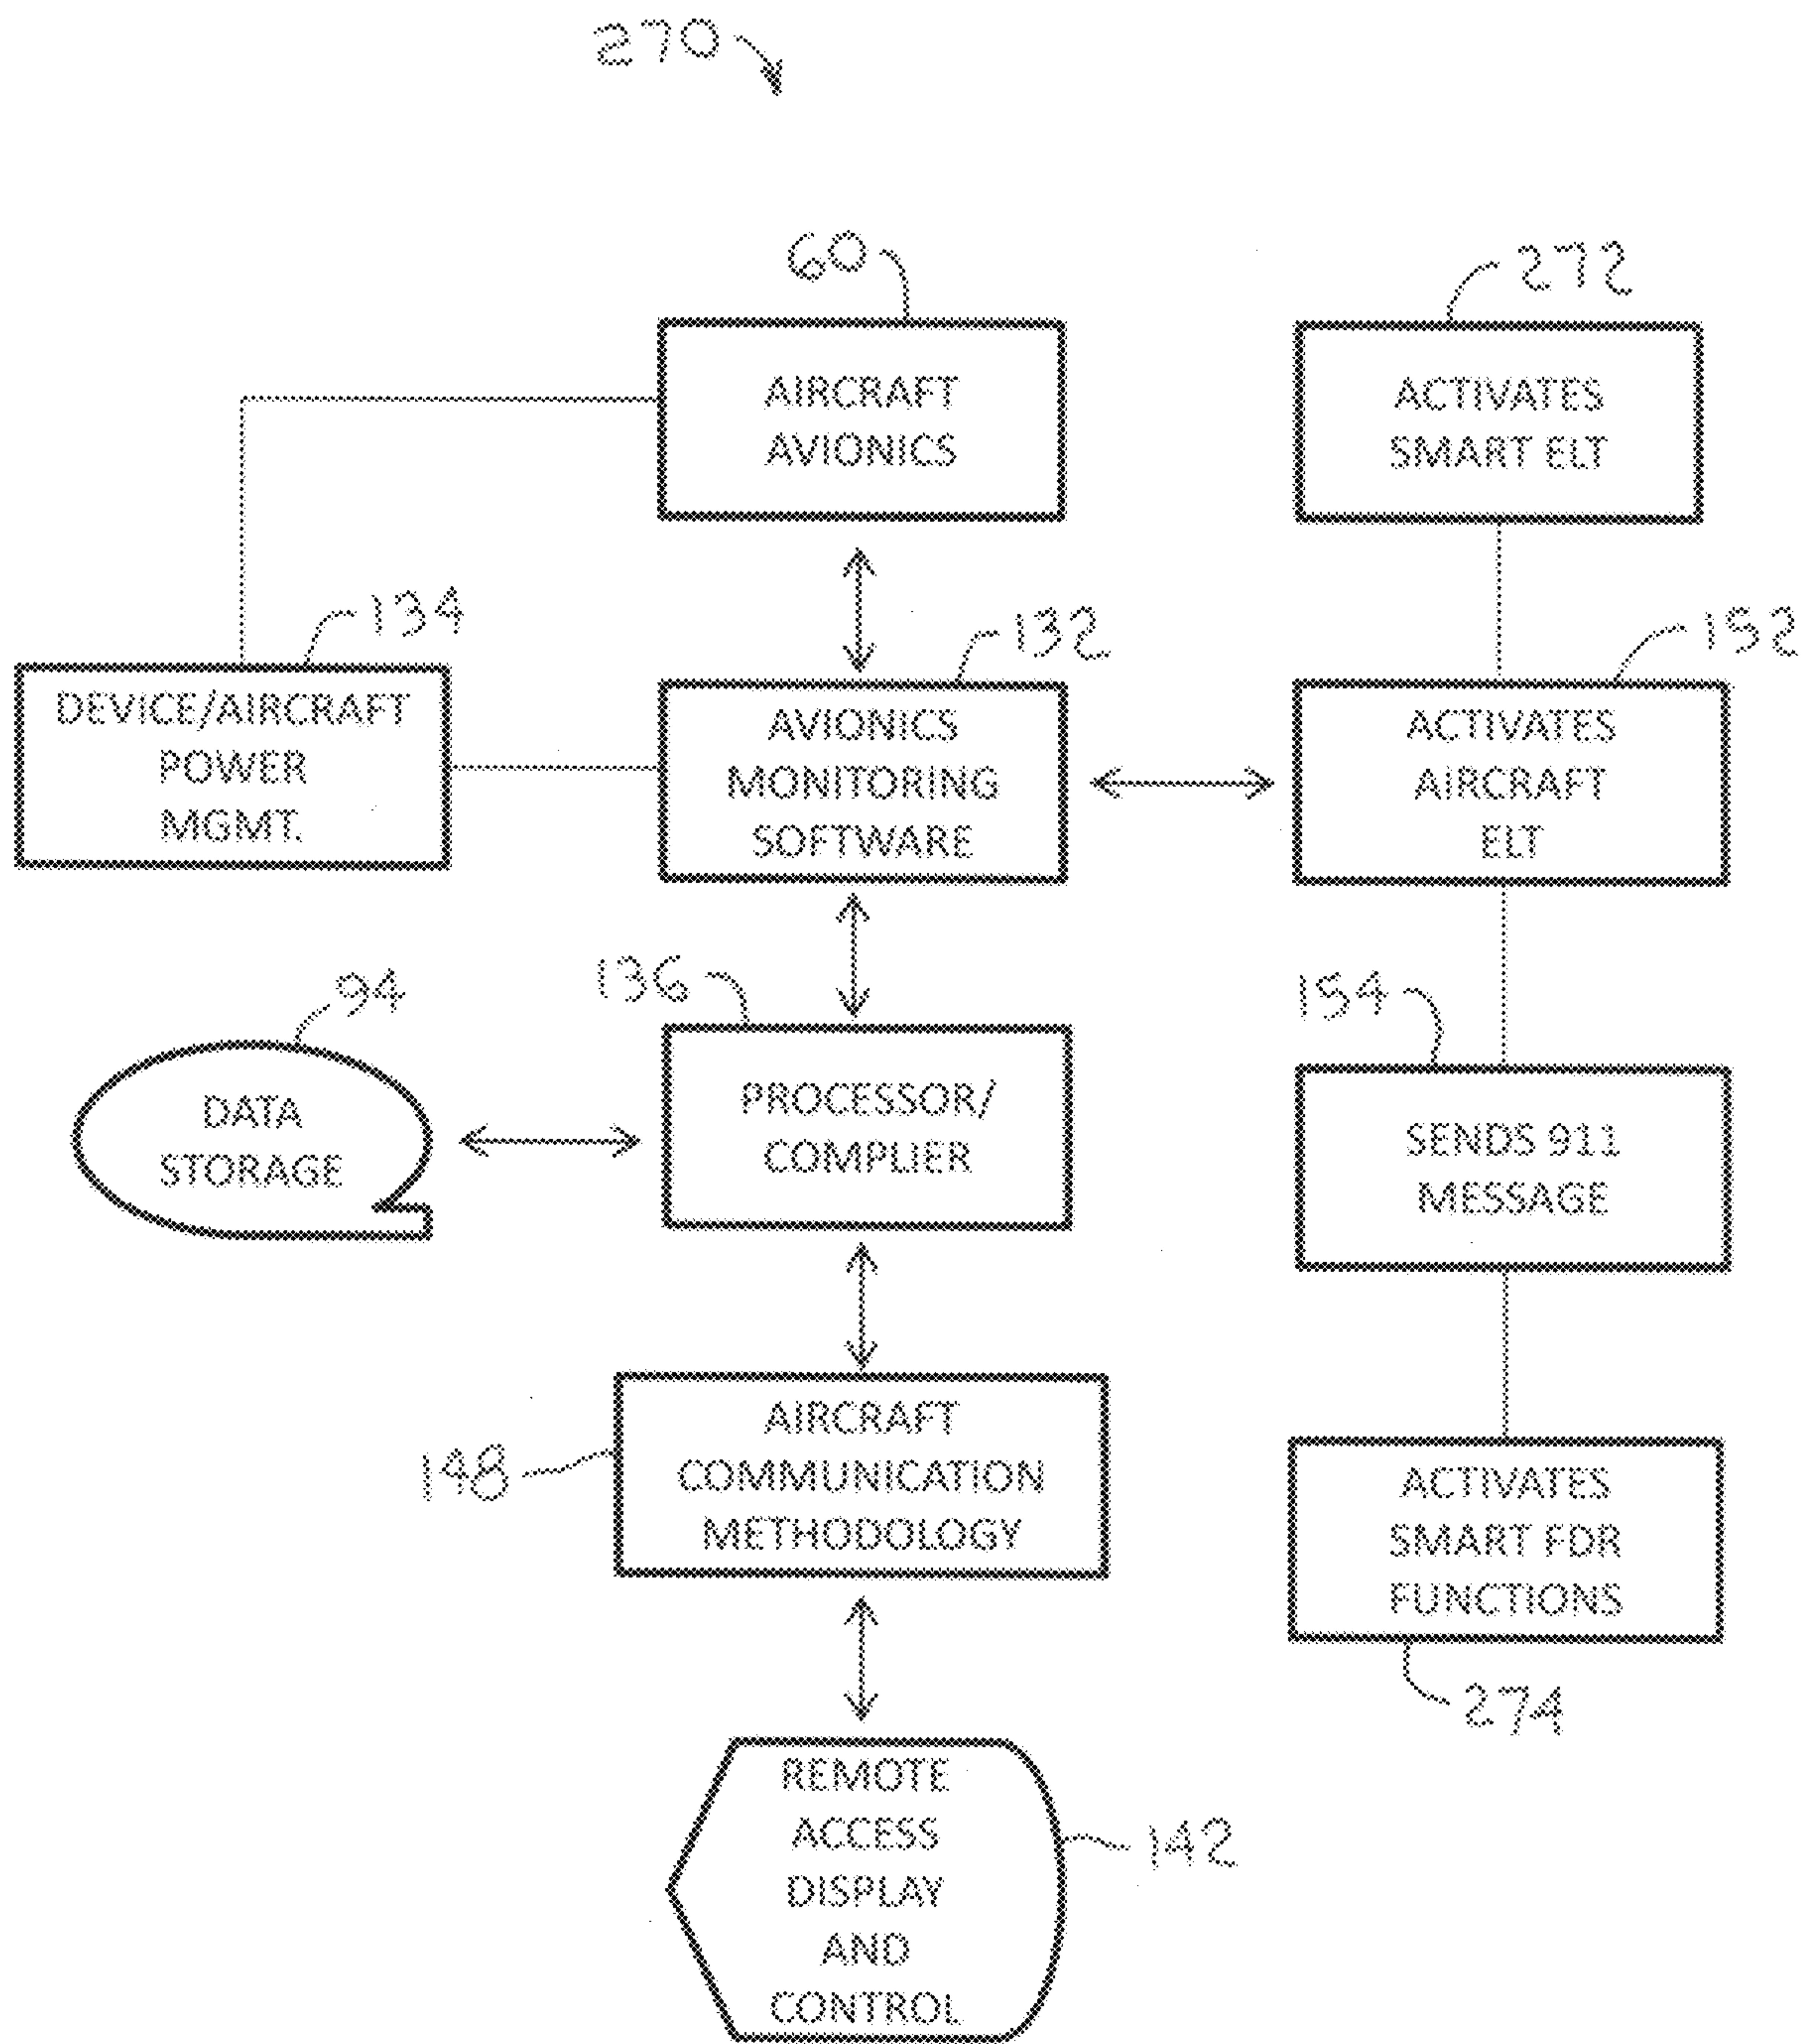 270
60
272
AIRCRAFT
AVIONICS
ACTIVATES
SMART ELT
134
132
152
DEVICE/AIRCRAFT
POWER
MGMT.
AVIONICS
MONITORING
SOFTWARE
ACTIVATES
AIRCRAFT
ELT
94
136
154
DATA
STORAGE
PROCESSOR/
COMPLIER
SENDS 911
MESSAGE
148
AIRCRAFT
COMMUNICATION
METHODOLOGY
ACTIVATES
SMART FDR
FUNCTIONS
274
REMOTE
ACCESS
DISPLAY
AND
CONTROL
142